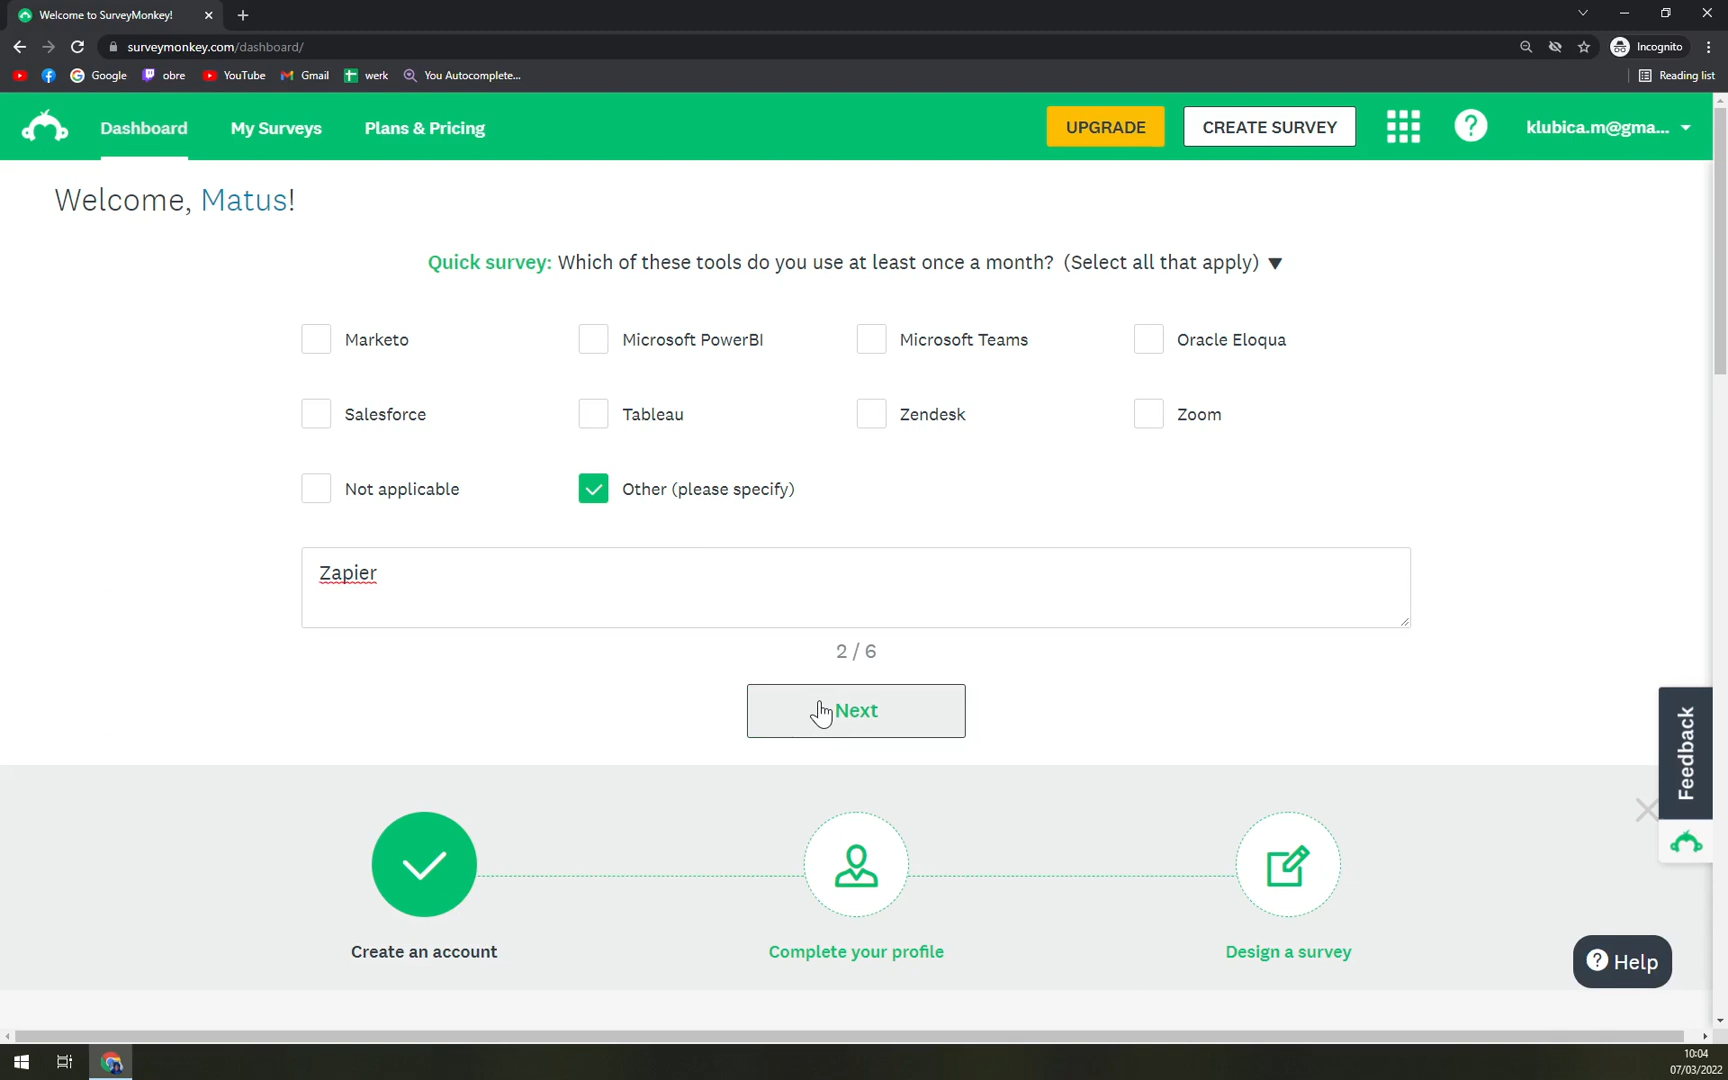 Welcome to SurveyMonkey!
surveymonkey.com/dashboard/
Incognito
Google
obre
YouTube
Gmail
werk
You Autocomplete...
Reading list
Dashboard
My Surveys
Plans & Pricing
UPGRADE
CREATE SURVEY
?
klubica.m@gma...
Welcome, Matus!
Quick survey: Which of these tools do you use at least once a month? (Select all that apply) ▼
Marketo
Microsoft PowerBI
Microsoft Teams
Oracle Eloqua
Salesforce
Tableau
Zendesk
Zoom
Not applicable
Other (please specify)
Zapier
2 / 6
Next
Feedback
Create an account
Complete your profile
Design a survey
? Help
10:04
07/03/2022